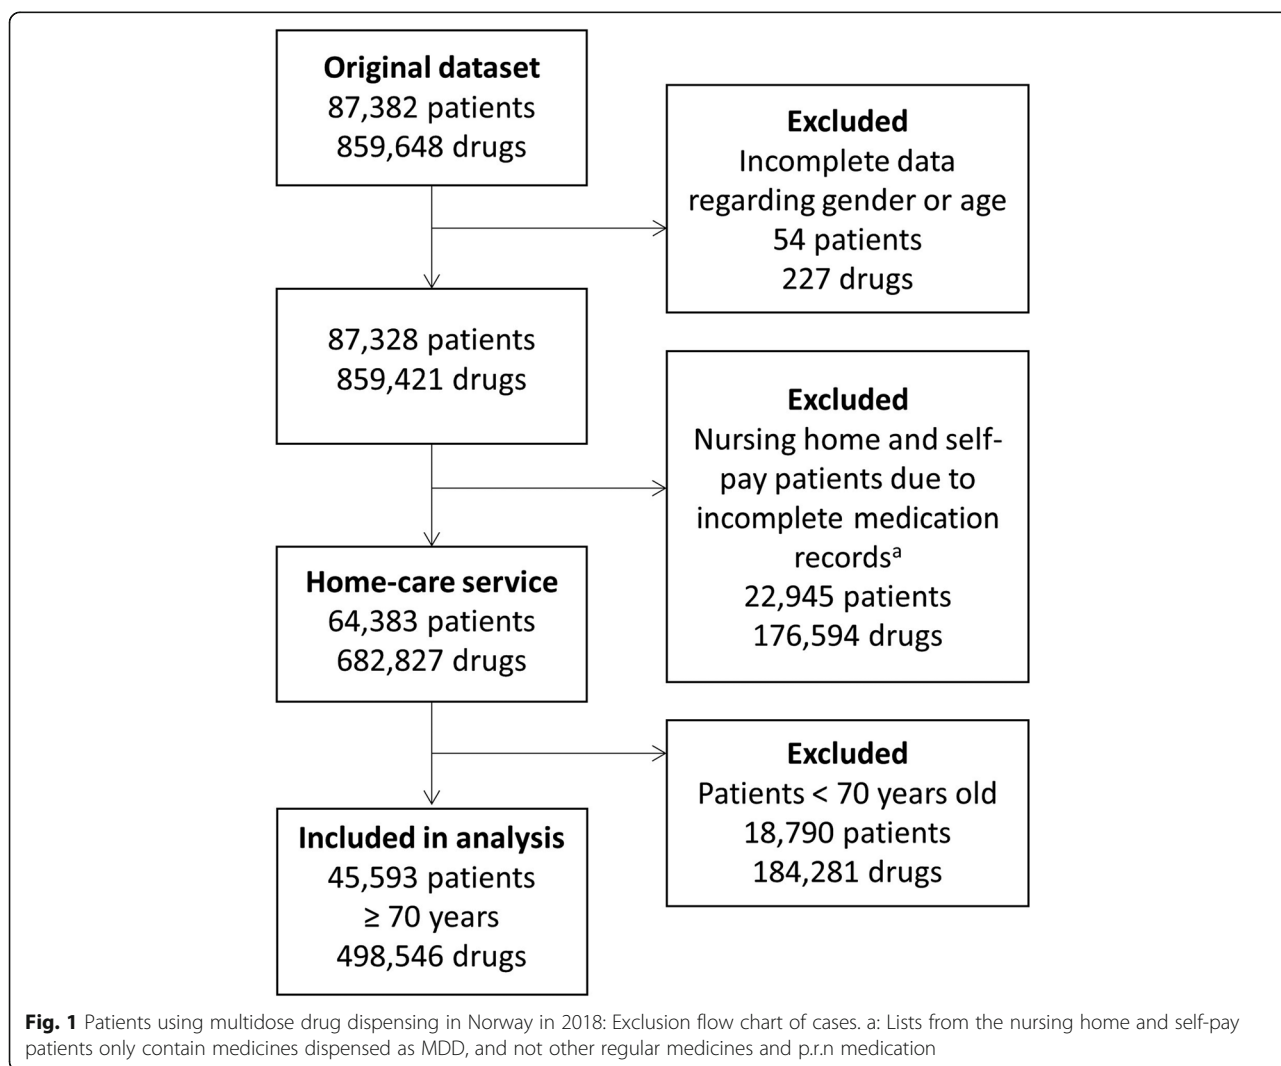 Original dataset
87,382 patients
859,648 drugs
Excluded
Incomplete data
regarding gender or age
54 patients
227 drugs
87,328 patients
859,421 drugs
Excluded
Nursing home and self-
pay patients due to
incomplete medication
recordsᵃ
22,945 patients
176,594 drugs
Home-care service
64,383 patients
682,827 drugs
Excluded
Patients < 70 years old
18,790 patients
184,281 drugs
Included in analysis
45,593 patients
≥ 70 years
498,546 drugs
Fig. 1 Patients using multidose drug dispensing in Norway in 2018: Exclusion flow chart of cases. a: Lists from the nursing home and self-pay
patients only contain medicines dispensed as MDD, and not other regular medicines and p.r.n medication